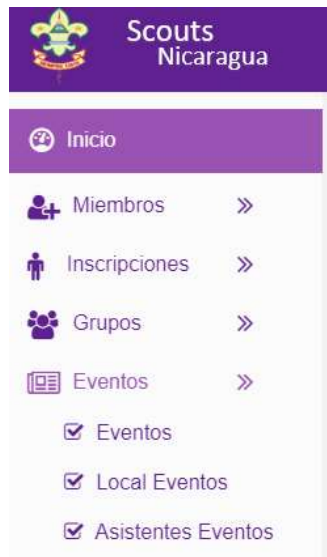 Scouts
Nicaragua
Inicio
Miembros
Inscripciones
Grupos
Eventos
Eventos
Local Eventos
Asistentes Eventos